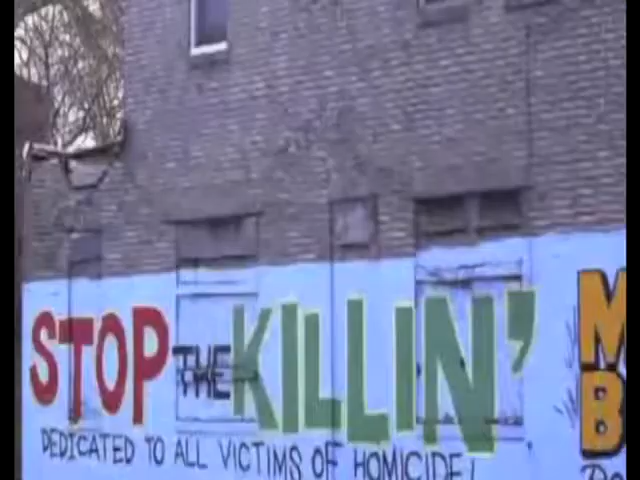 STOP THE KILLIN'
DEDICATED TO ALL VICTIMS OF HOMICIDE!
M
B